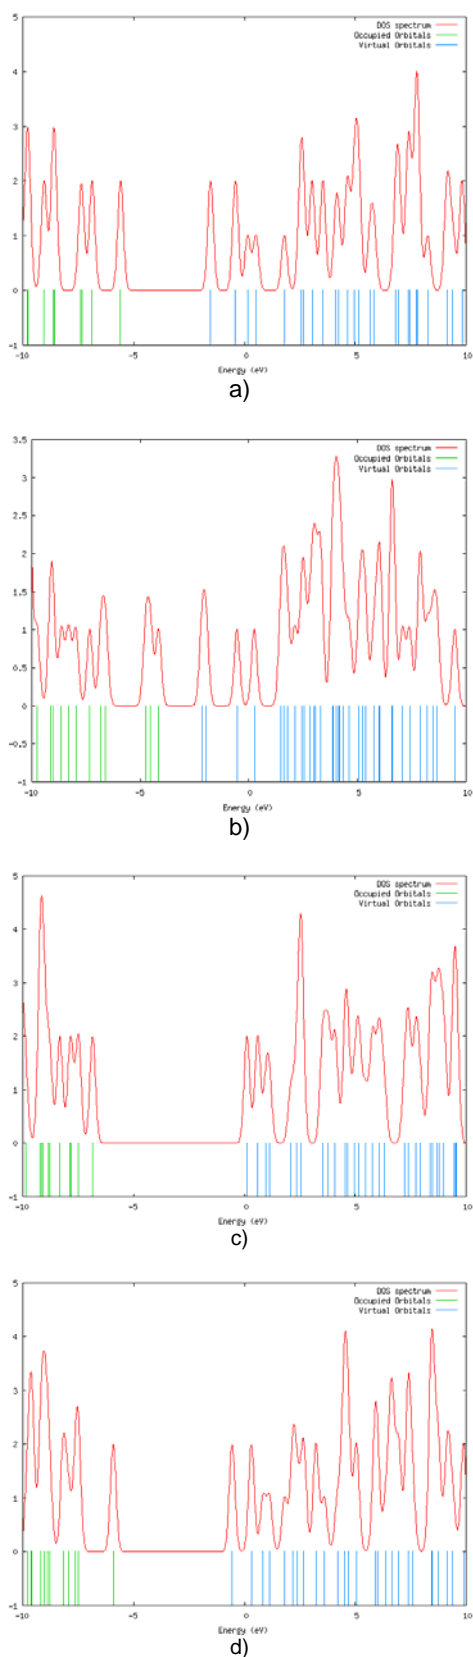 5
DOS spectrum
Occupied Orbitals
Virtual Orbitals
4
3
2
1
0
-1
-10 -5 0 5 10
Energy (eV)
a)
3.5
DOS spectrum
Occupied Orbitals
Virtual Orbitals
3
2.5
2
1.5
1
0.5
0
-0.5
-1
-10 -5 0 5 10
Energy (eV)
b)
5
DOS spectrum
Occupied Orbitals
Virtual Orbitals
4
3
2
1
0
-1
-10 -5 0 5 10
Energy (eV)
c)
5
DOS spectrum
Occupied Orbitals
Virtual Orbitals
4
3
2
1
0
-1
-10 -5 0 5 10
Energy (eV)
d)